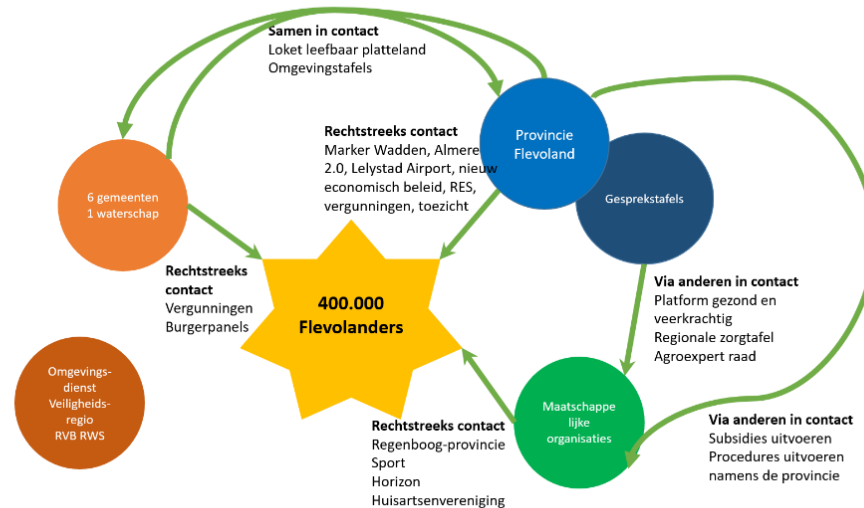 Samen in contact
Loket leefbaar platteland
Omgevingstafels
Provincie
Flevoland
Rechtstreeks contact
Marker Wadden, Almere
2.0, Lelystad Airport, nieuw
economisch beleid, RES,
vergunningen, toezicht
6 gemeenten
1 waterschap
Gesprekstafels
Rechtstreeks
contact
Vergunningen
Burgerpanels
400.000
Flevolanders
Via anderen in contact
Platform gezond en
veerkrachtig
Regionale zorgtafel
Agroexpert raad
Omgevings-
dienst
Veiligheids-
regio
RVB RWS
Maatschappe
lijke
organisaties
Rechtstreeks contact
Regenboog-provincie
Sport
Horizon
Huisartsenvereniging
Via anderen in contact
Subsidies uitvoeren
Procedures uitvoeren
namens de provincie